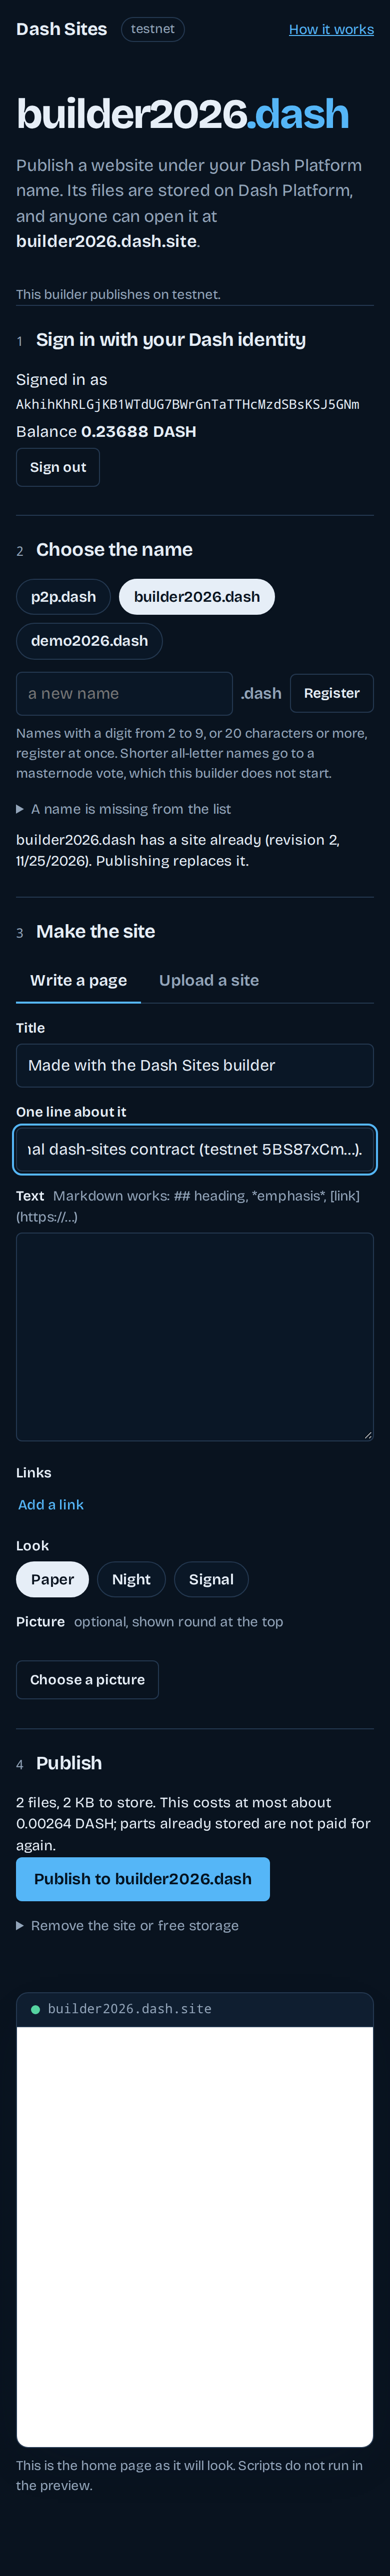 Dash Sites testnet How it works
builder2026.dash
Publish a website under your Dash Platform
name. Its files are stored on Dash Platform,
and anyone can open it at
builder2026.dash.site.
This builder publishes on testnet.
1 Sign in with your Dash identity
Signed in as
AkhihKhRLGjKB1WTdUG7BWrGnTaTTHcMzdSBsKSJ5GNm
Balance 0.23688 DASH
Sign out
2 Choose the name
p2p.dash builder2026.dash
demo2026.dash
a new name .dash Register
Names with a digit from 2 to 9, or 20 characters or more,
register at once. Shorter all-letter names go to a
masternode vote, which this builder does not start.
A name is missing from the list
builder2026.dash has a site already (revision 2,
11/25/2026). Publishing replaces it.
3 Make the site
Write a page Upload a site
Title
Made with the Dash Sites builder
One line about it
nal dash-sites contract (testnet 5BS87xCm…).
Text Markdown works: ## heading, *emphasis*, [link]
(https://…)
Links
Add a link
Look
Paper Night Signal
Picture optional, shown round at the top
Choose a picture
4 Publish
2 files, 2 KB to store. This costs at most about
0.00264 DASH; parts already stored are not paid for
again.
Publish to builder2026.dash
Remove the site or free storage
builder2026.dash.site
This is the home page as it will look. Scripts do not run in
the preview.